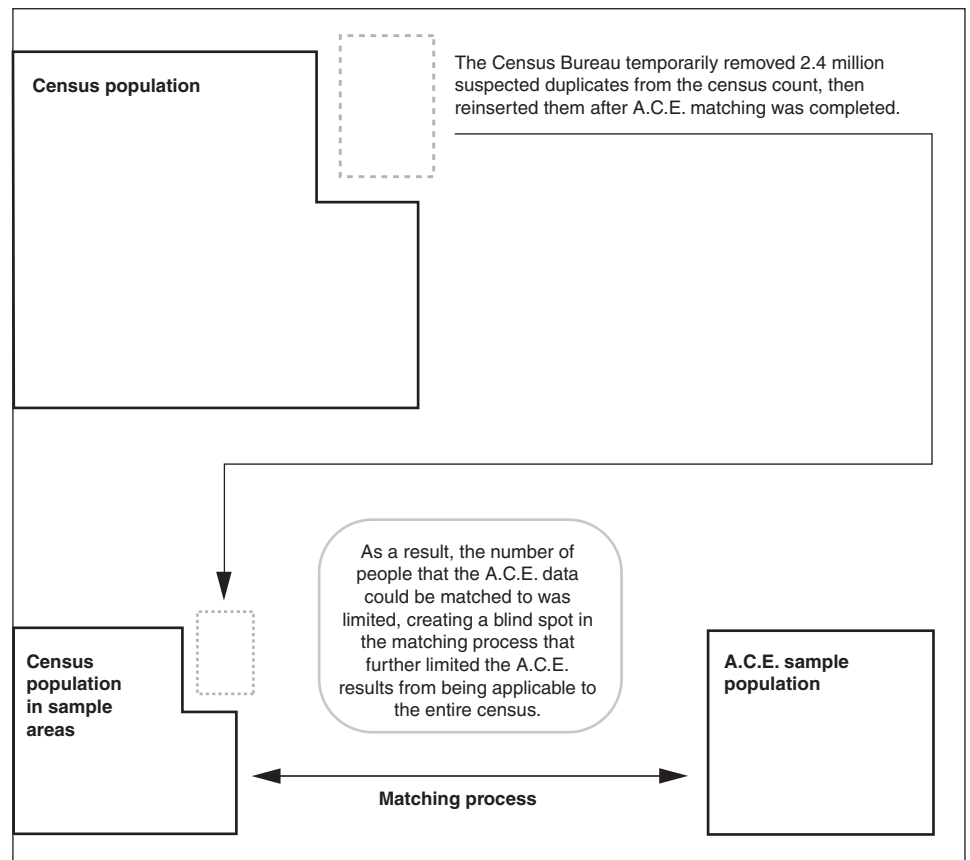 Census population
The Census Bureau temporarily removed 2.4 million
suspected duplicates from the census count, then
reinserted them after A.C.E. matching was completed.
As a result, the number of
people that the A.C.E. data
could be matched to was
limited, creating a blind spot in
the matching process that
further limited the A.C.E.
results from being applicable to
the entire census.
Census
population
in sample
areas
A.C.E. sample
population
Matching process